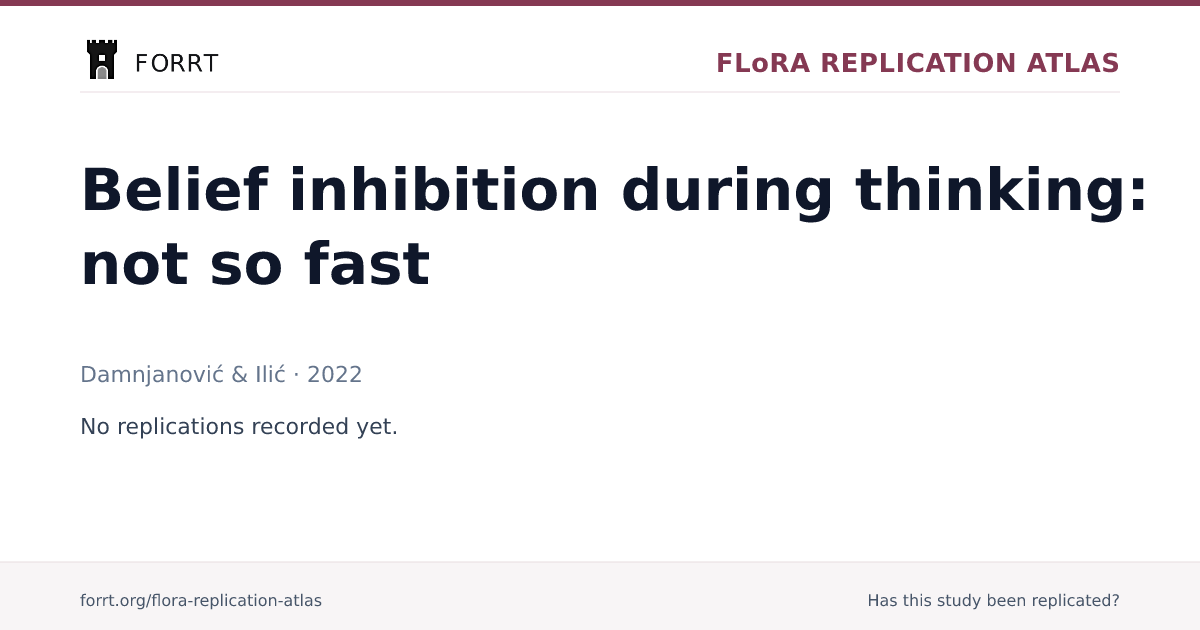 FORRT
FLoRA REPLICATION ATLAS
Belief inhibition during thinking:
not so fast
Damnjanović & Ilić · 2022
No replications recorded yet.
forrt.org/flora-replication-atlas
Has this study been replicated?